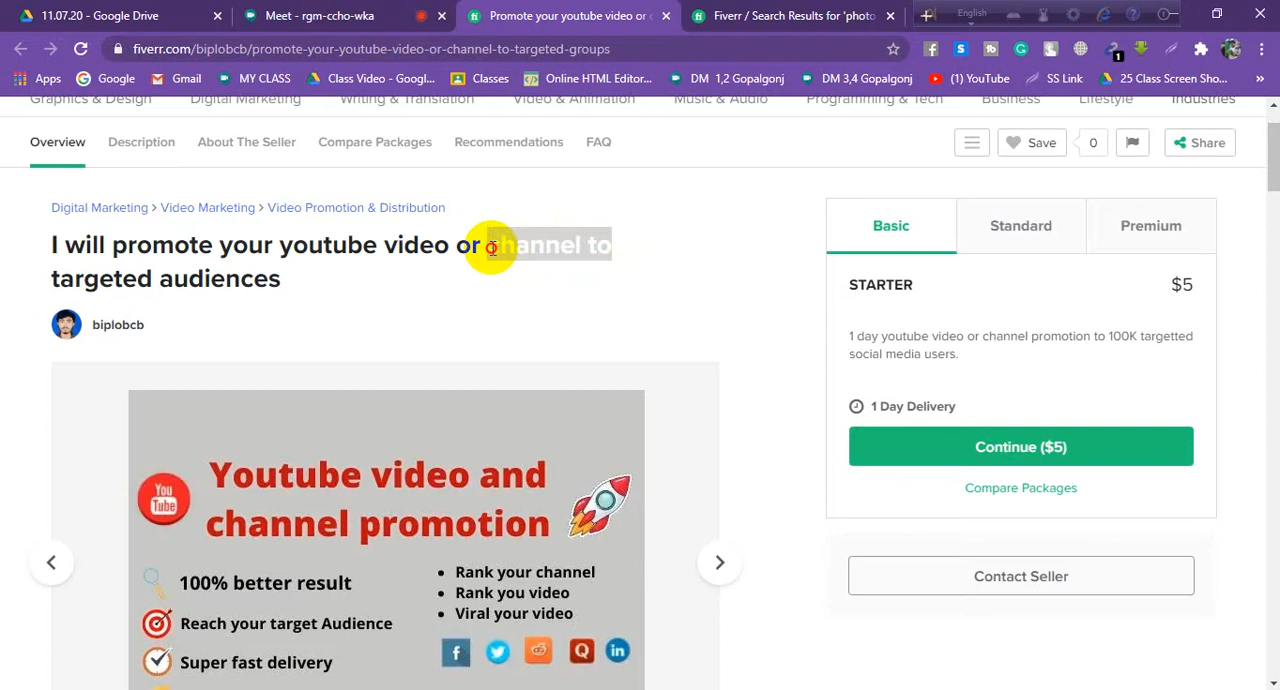 11.07.20 - Google Drive
Meet - rgm-ccho-wka
Promote your youtube video or c
Fiverr / Search Results for 'photo
English
fiverr.com/biplobcb/promote-your-youtube-video-or-channel-to-targeted-groups
1
Apps
Google
Gmail
MY CLASS
Class Video - Googl...
Classes
Online HTML Editor...
DM 1,2 Gopalgonj
DM 3,4 Gopalgonj
(1) YouTube
SS Link
25 Class Screen Sho...
»
Graphics & Design
Digital Marketing
Writing & Translation
Video & Animation
Music & Audio
Programming & Tech
Business
Lifestyle
Industries
Overview
Description
About The Seller
Compare Packages
Recommendations
FAQ
Save
0
Share
Digital Marketing > Video Marketing > Video Promotion & Distribution
I will promote your youtube video or channel to
targeted audiences
biplobcb
Youtube video and
channel promotion
You
Tube
100% better result
Reach your target Audience
Super fast delivery
• Rank your channel
• Rank you video
• Viral your video
Basic
Standard
Premium
STARTER
$5
1 day youtube video or channel promotion to 100K targetted
social media users.
1 Day Delivery
Continue ($5)
Compare Packages
Contact Seller